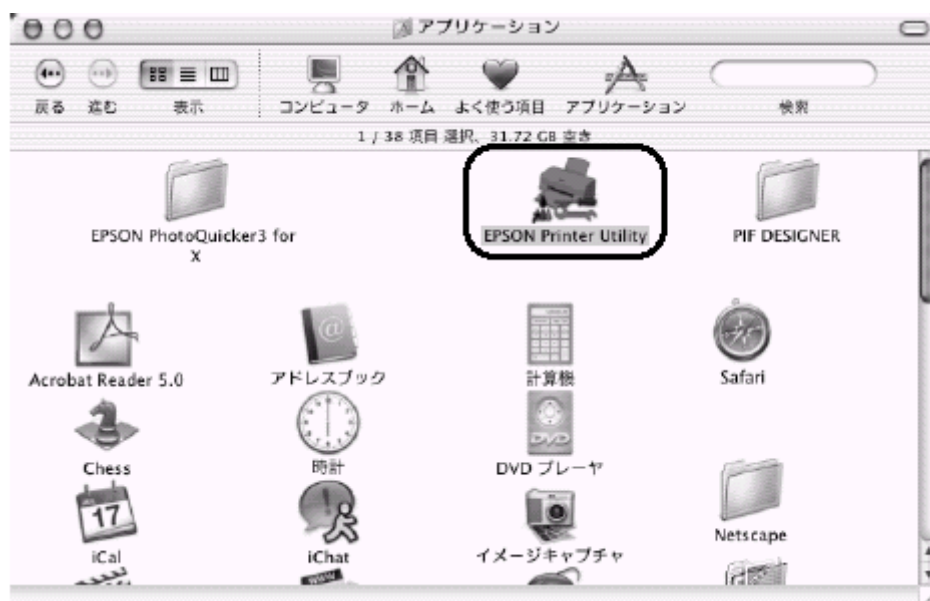 アプリケーション
戻る 進む 表示 コンピュータ ホーム よく使う項目 アプリケーション 検索
1 / 38 項目 選択、31.72 GB 空き
EPSON PhotoQuicker3 for
X
EPSON Printer Utility
PIF DESIGNER
Acrobat Reader 5.0
アドレスブック
計算機
Safari
Chess
時計
DVD
DVD プレーヤ
17
iCal
iChat
イメージキャプチャ
Netscape